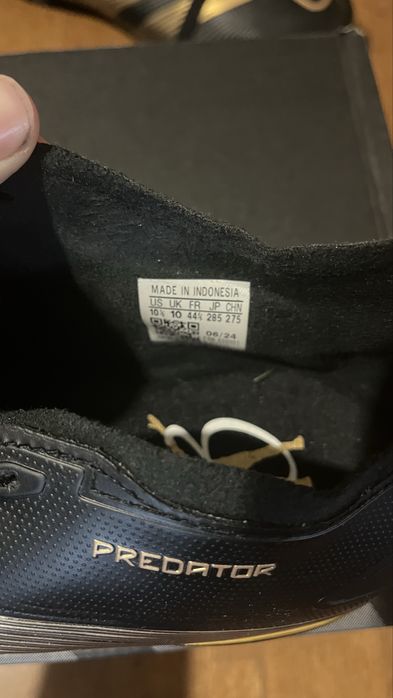 MADE IN INDONESIA
US UK FR JP CHN
10½ 10 44⅔ 285 275
06/24
PREDATOR